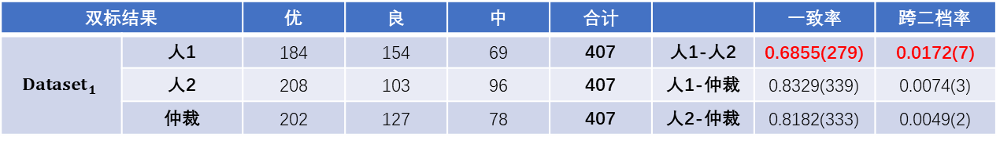 双标结果 优 良 中 合计 一致率 跨二档率
人1 184 154 69 407 人1-人2 0.6855(279) 0.0172(7)
Dataset₁ 人2 208 103 96 407 人1-仲裁 0.8329(339) 0.0074(3)
仲裁 202 127 78 407 人2-仲裁 0.8182(333) 0.0049(2)